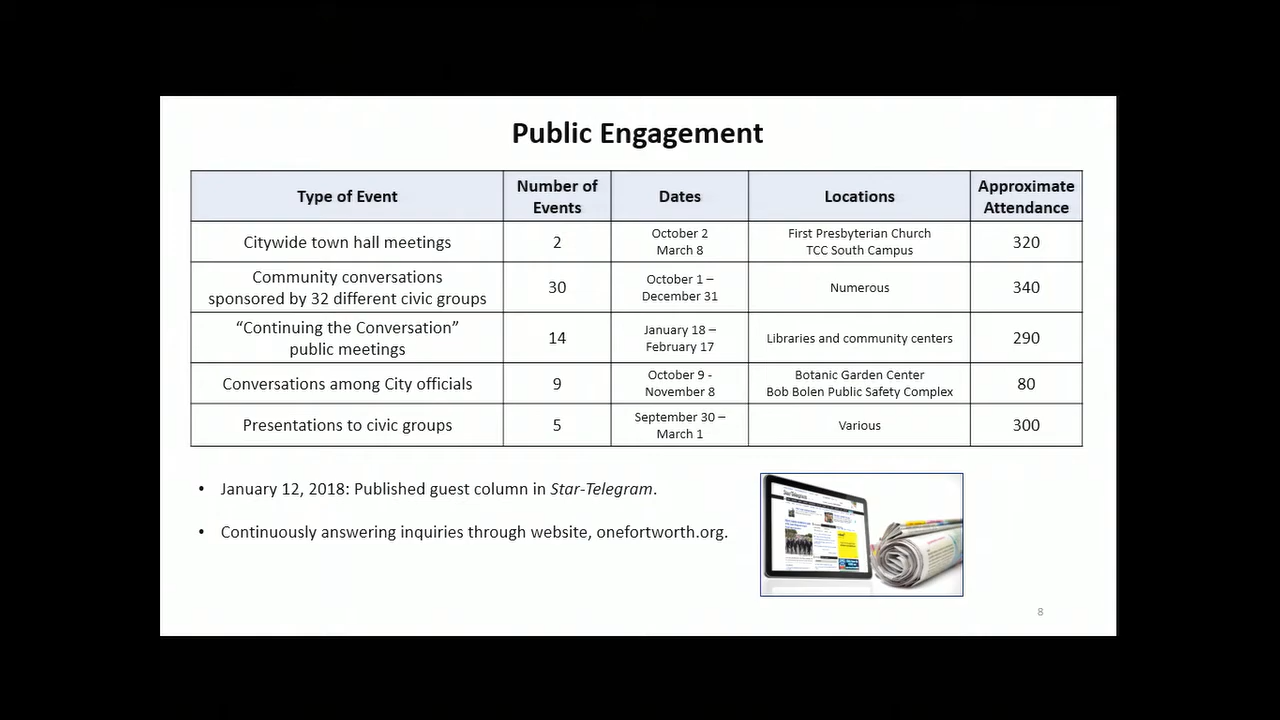 Public Engagement
Type of Event
Number of
Events
Dates
Locations
Approximate
Attendance
Citywide town hall meetings
2
October 2
March 8
First Presbyterian Church
TCC South Campus
320
Community conversations
sponsored by 32 different civic groups
30
October 1 –
December 31
Numerous
340
“Continuing the Conversation”
public meetings
14
January 18 –
February 17
Libraries and community centers
290
Conversations among City officials
9
October 9 -
November 8
Botanic Garden Center
Bob Bolen Public Safety Complex
80
Presentations to civic groups
5
September 30 –
March 1
Various
300
• January 12, 2018: Published guest column in Star-Telegram.
• Continuously answering inquiries through website, onefortworth.org.
8